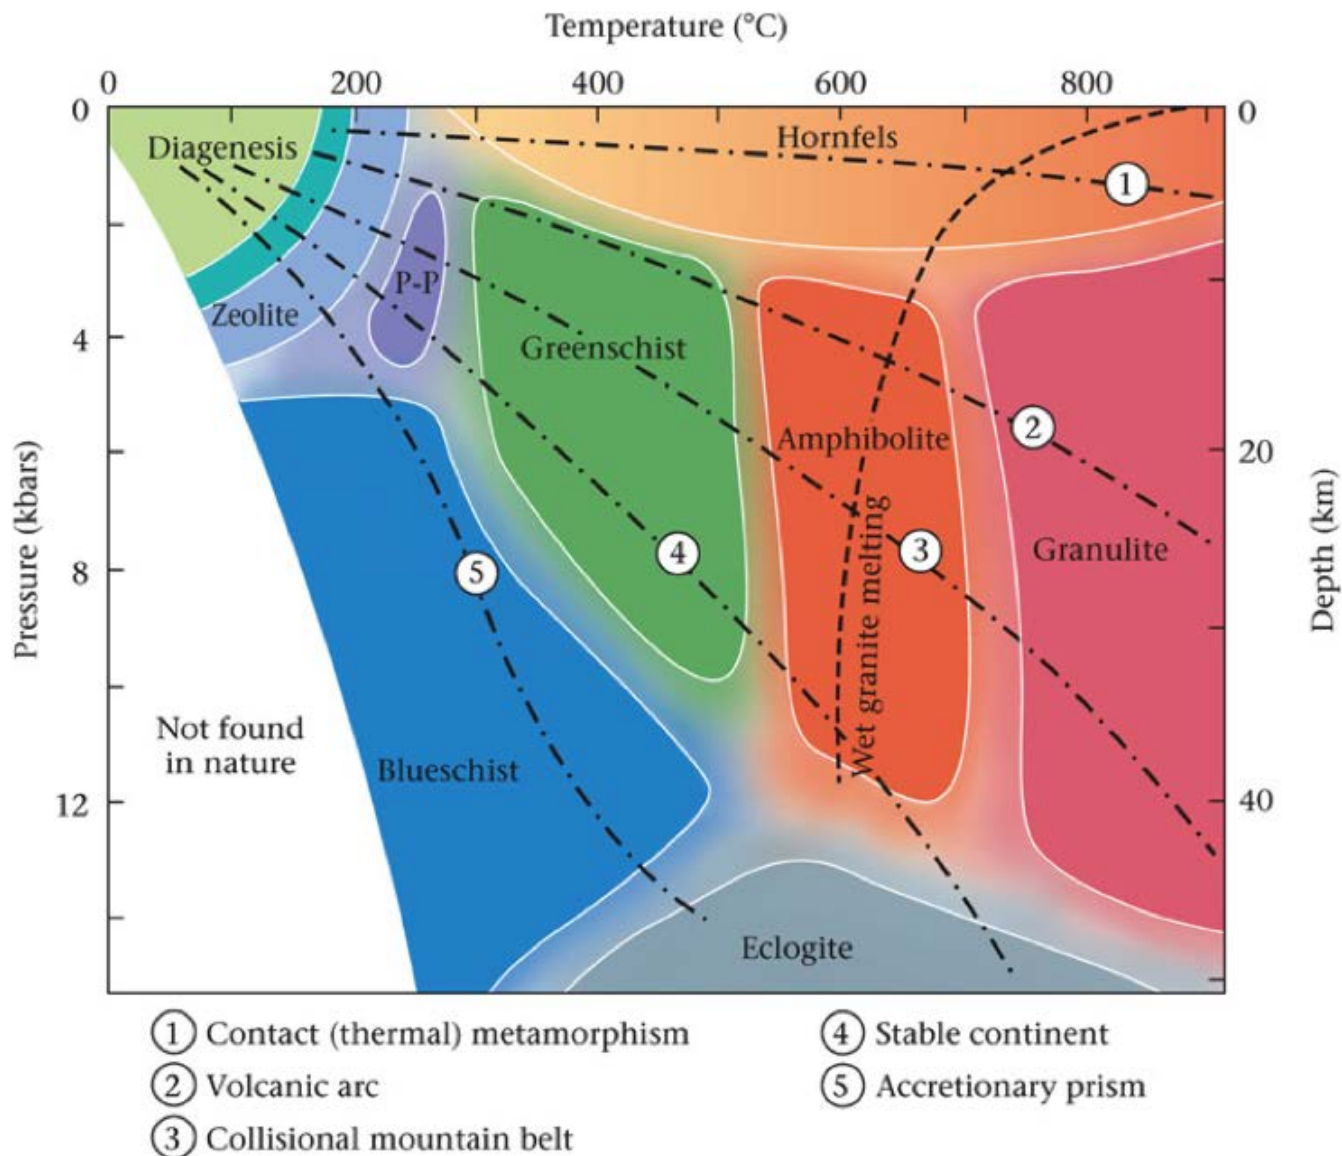 Temperature (°C)
0 200 400 600 800
0 0
Diagenesis Hornfels
1
P-P
Zeolite
4
Greenschist
2
Amphibolite
20
Pressure (kbars)
Depth (km)
Wet granite melting
3
4
Granulite
8
5
Not found
in nature
Blueschist
12 40
Eclogite
1 Contact (thermal) metamorphism
2 Volcanic arc
3 Collisional mountain belt
4 Stable continent
5 Accretionary prism